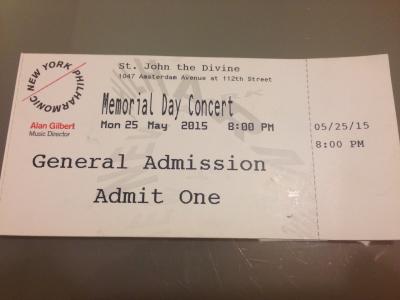 NEW YORK PHILHARMONIC
Alan Gilbert
Music Director
St. John the Divine
1047 Amsterdam Avenue at 112th Street
Memorial Day Concert
Mon 25 May 2015 8:00 PM
General Admission
Admit One
05/25/15
8:00 PM